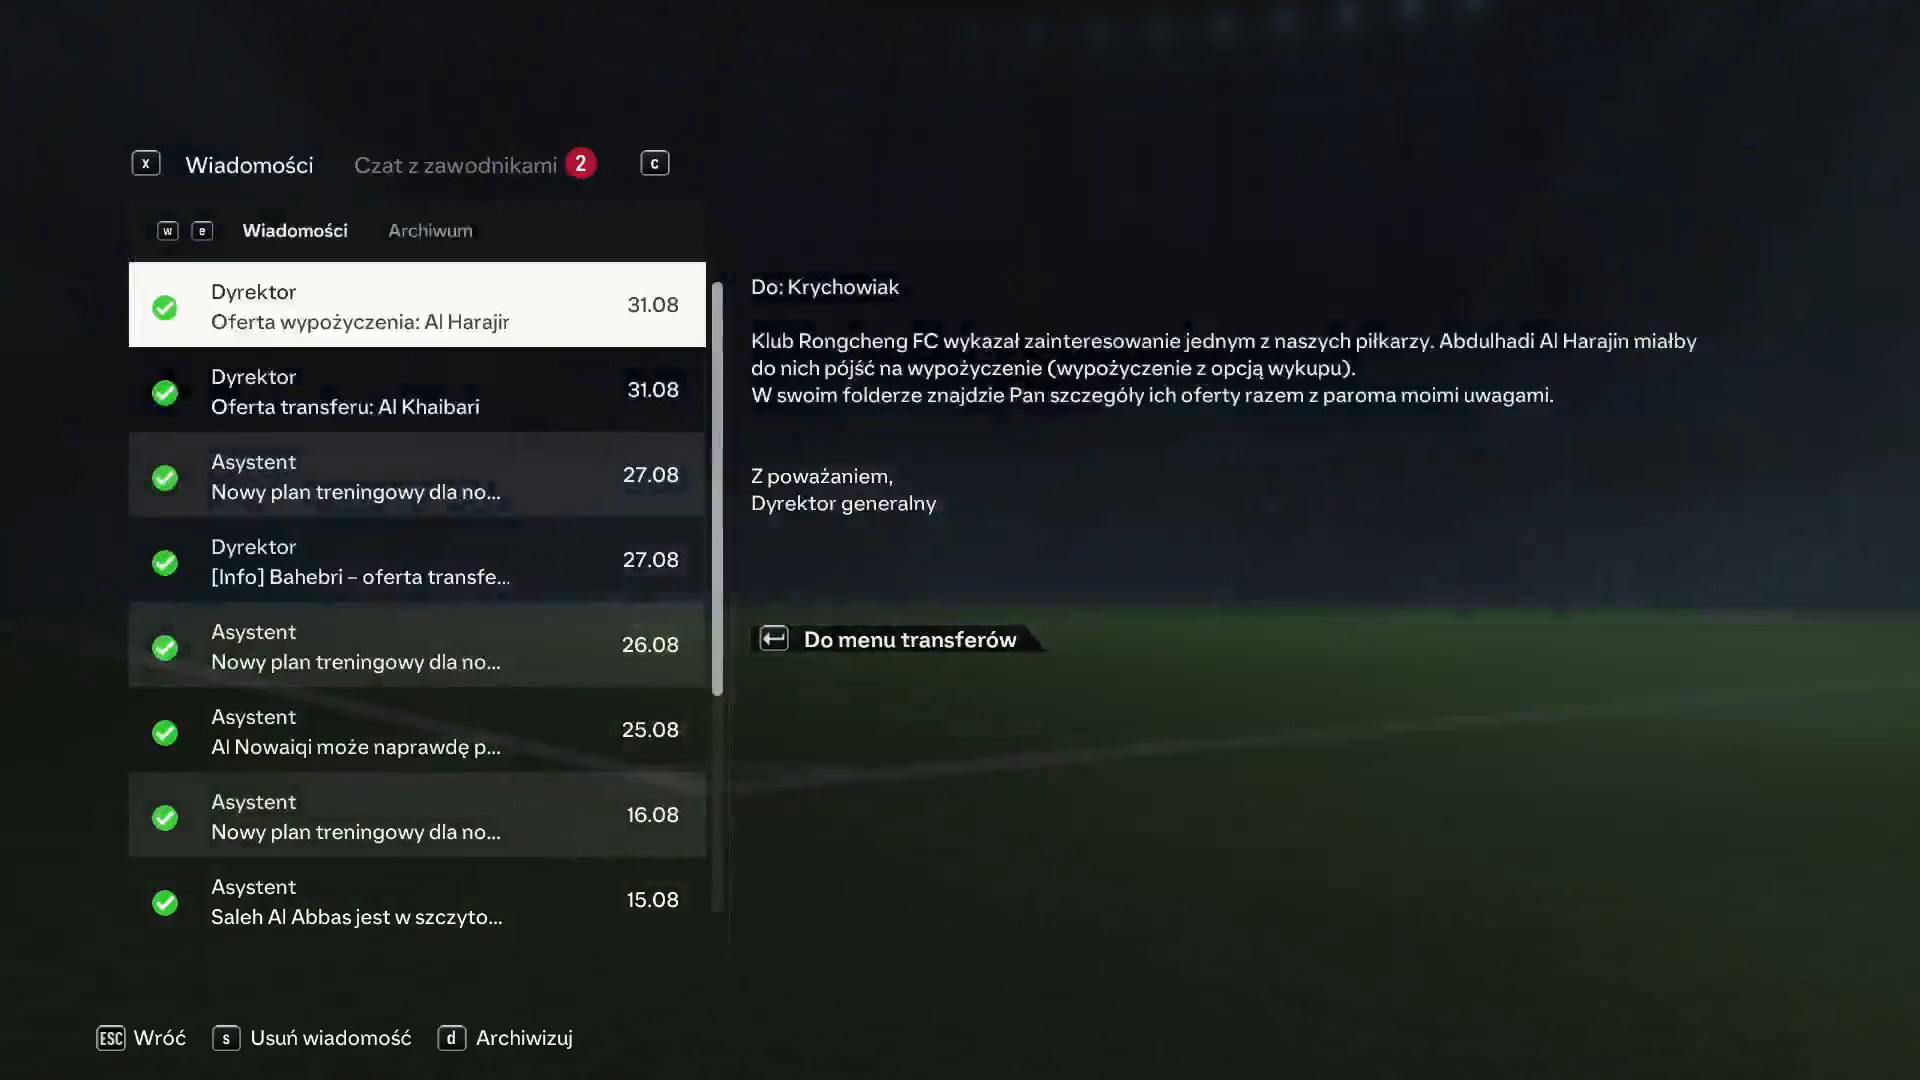 x Wiadomości Czat z zawodnikami 2 c
w e Wiadomości Archiwum
Dyrektor
Oferta wypożyczenia: Al Harajin
31.08
Dyrektor
Oferta transferu: Al Khaibari
31.08
Asystent
Nowy plan treningowy dla no...
27.08
Dyrektor
[Info] Bahebri – oferta transfe...
27.08
Asystent
Nowy plan treningowy dla no...
26.08
Asystent
Al Nowaiqi może naprawdę p...
25.08
Asystent
Nowy plan treningowy dla no...
16.08
Asystent
Saleh Al Abbas jest w szczyto...
15.08
Do: Krychowiak
Klub Rongcheng FC wykazał zainteresowanie jednym z naszych piłkarzy. Abdulhadi Al Harajin miałby
do nich pójść na wypożyczenie (wypożyczenie z opcją wykupu).
W swoim folderze znajdzie Pan szczegóły ich oferty razem z paroma moimi uwagami.
Z poważaniem,
Dyrektor generalny
Do menu transferów
ESC Wróć s Usuń wiadomość d Archiwizuj